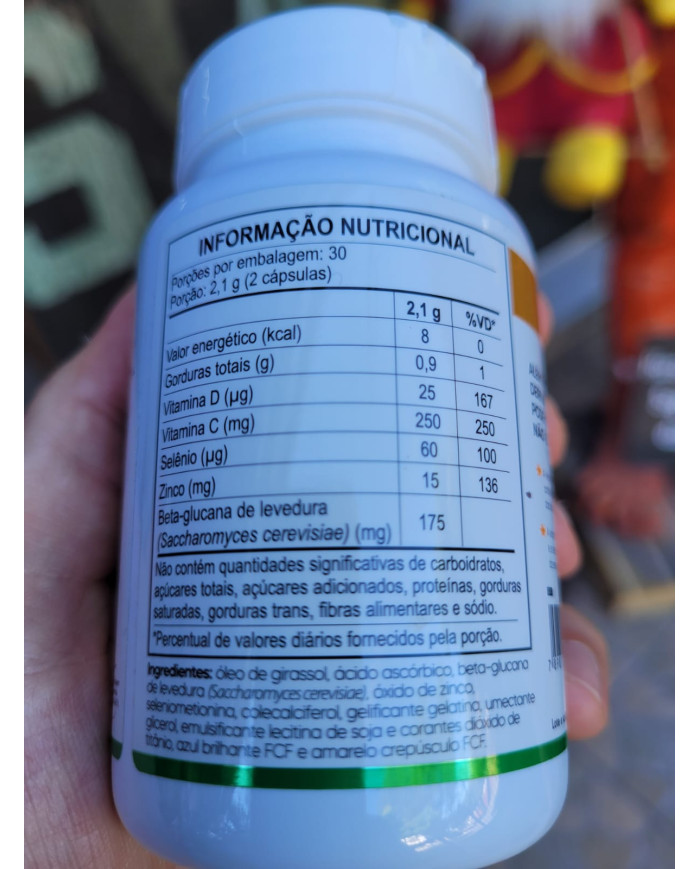 INFORMAÇÃO NUTRICIONAL
Porções por embalagem: 30
Porção: 2,1 g (2 cápsulas)
2,1 g %VD*
Valor energético (kcal) 8 0
Gorduras totais (g) 0,9 1
Vitamina D (µg) 25 167
Vitamina C (mg) 250 250
Selênio (µg) 60 100
Zinco (mg) 15 136
Beta-glucana de levedura
(Saccharomyces cerevisiae) (mg) 175
Não contém quantidades significativas de carboidratos,
açúcares totais, açúcares adicionados, proteínas, gorduras
saturadas, gorduras trans, fibras alimentares e sódio.
*Percentual de valores diários fornecidos pela porção.
Ingredientes: óleo de girassol, ácido ascórbico, beta-glucana
de levedura (Saccharomyces cerevisiae), óxido de zinco,
seleniometionina, colecalciferol, gelificante gelatina, umectante
glicerol, emulsificante lecitina de soja e corantes dióxido de
titânio, azul brilhante FCF e amarelo crepúsculo FCF.